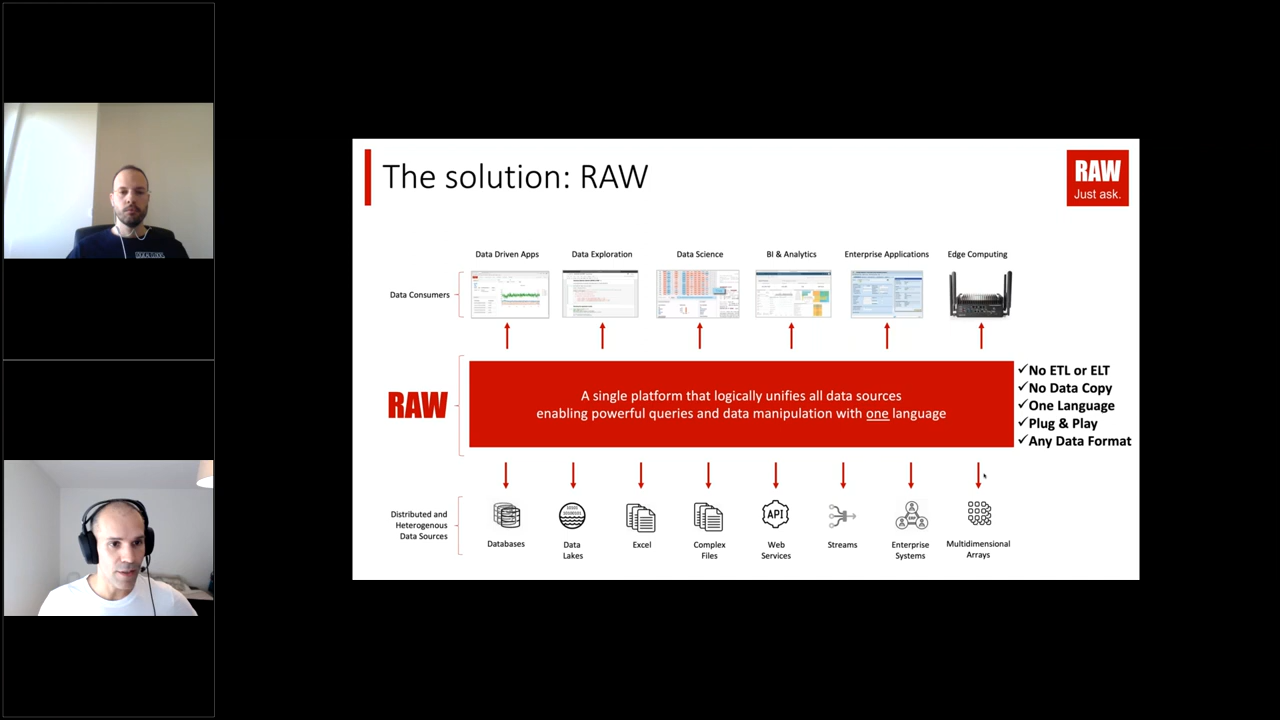 The solution: RAW
RAW
Just ask.
Data Driven Apps
Data Exploration
Data Science
BI & Analytics
Enterprise Applications
Edge Computing
Data Consumers
RAW
A single platform that logically unifies all data sources
enabling powerful queries and data manipulation with one language
✓No ETL or ELT
✓No Data Copy
✓One Language
✓Plug & Play
✓Any Data Format
Distributed and
Heterogenous
Data Sources
Databases
Data
Lakes
Excel
Complex
Files
API
Web
Services
Streams
Enterprise
Systems
Multidimensional
Arrays